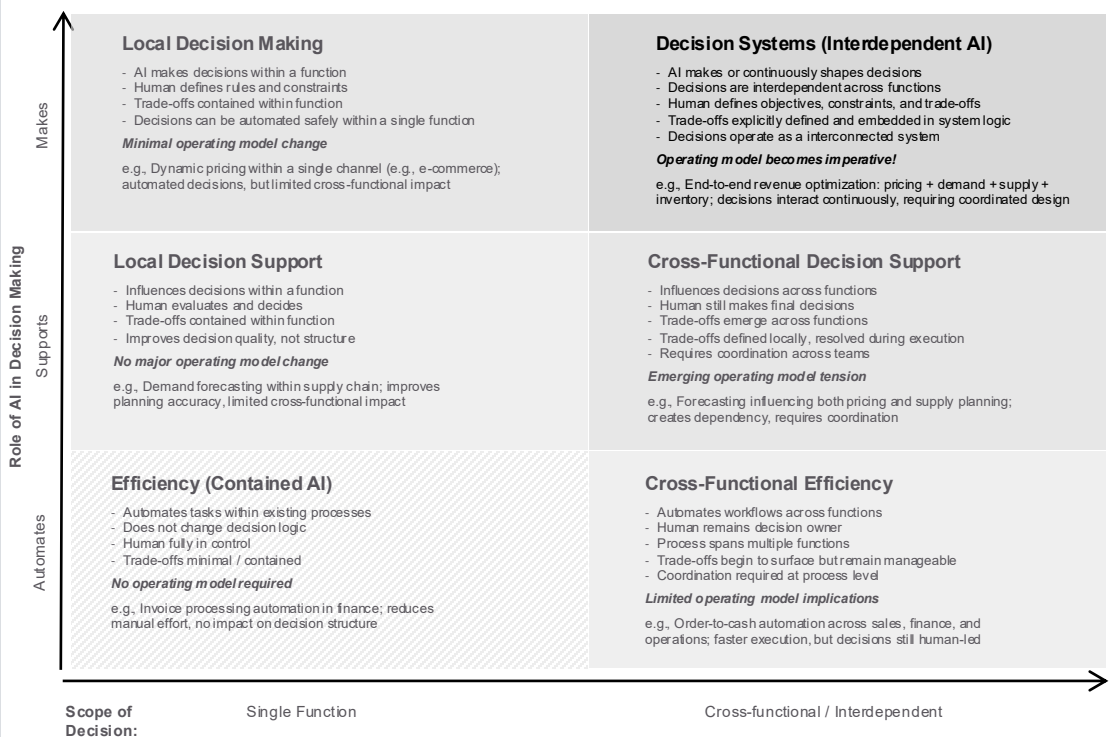 Role of AI in Decision Making
Makes
Local Decision Making
- AI makes decisions within a function
- Human defines rules and constraints
- Trade-offs contained within function
- Decisions can be automated safely within a single function
Minimal operating model change
e.g., Dynamic pricing within a single channel (e.g., e-commerce);
automated decisions, but limited cross-functional impact
Decision Systems (Interdependent AI)
- AI makes or continuously shapes decisions
- Decisions are interdependent across functions
- Human defines objectives, constraints, and trade-offs
- Trade-offs explicitly defined and embedded in system logic
- Decisions operate as a interconnected system
Operating model becomes imperative!
e.g., End-to-end revenue optimization: pricing + demand + supply +
inventory; decisions interact continuously, requiring coordinated design
Supports
Local Decision Support
- Influences decisions within a function
- Human evaluates and decides
- Trade-offs contained within function
- Improves decision quality, not structure
No major operating model change
e.g., Demand forecasting within supply chain; improves
planning accuracy, limited cross-functional impact
Cross-Functional Decision Support
- Influences decisions across functions
- Human still makes final decisions
- Trade-offs emerge across functions
- Trade-offs defined locally, resolved during execution
- Requires coordination across teams
Emerging operating model tension
e.g., Forecasting influencing both pricing and supply planning;
creates dependency, requires coordination
Automates
Efficiency (Contained AI)
- Automates tasks within existing processes
- Does not change decision logic
- Human fully in control
- Trade-offs minimal / contained
No operating model required
e.g., Invoice processing automation in finance; reduces
manual effort, no impact on decision structure
Cross-Functional Efficiency
- Automates workflows across functions
- Human remains decision owner
- Process spans multiple functions
- Trade-offs begin to surface but remain manageable
- Coordination required at process level
Limited operating model implications
e.g., Order-to-cash automation across sales, finance, and
operations; faster execution, but decisions still human-led
Scope of
Decision:
Single Function
Cross-functional / Interdependent